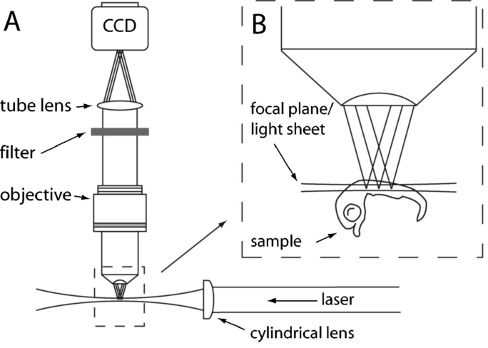 A
CCD
tube lens
filter
objective
laser
cylindrical lens
B
focal plane/
light sheet
sample